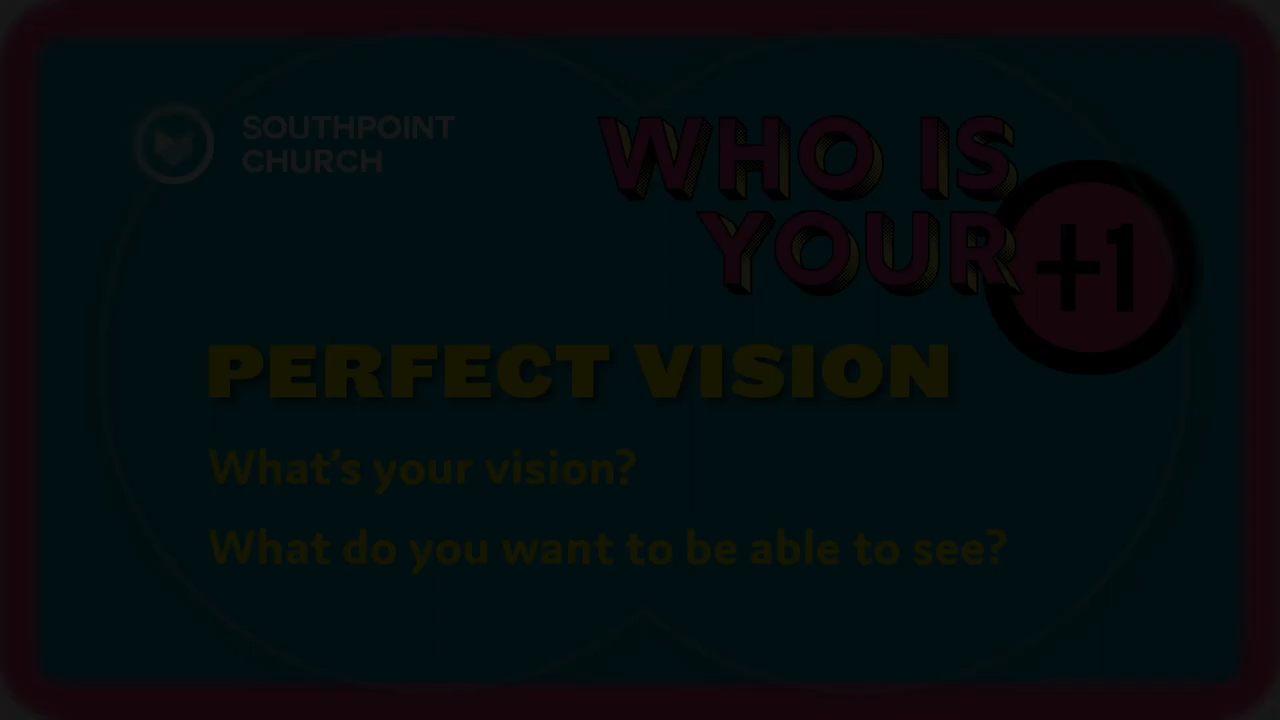 SOUTHPOINT
CHURCH
WHO IS
YOUR +1
PERFECT VISION
What's your vision?
What do you want to be able to see?